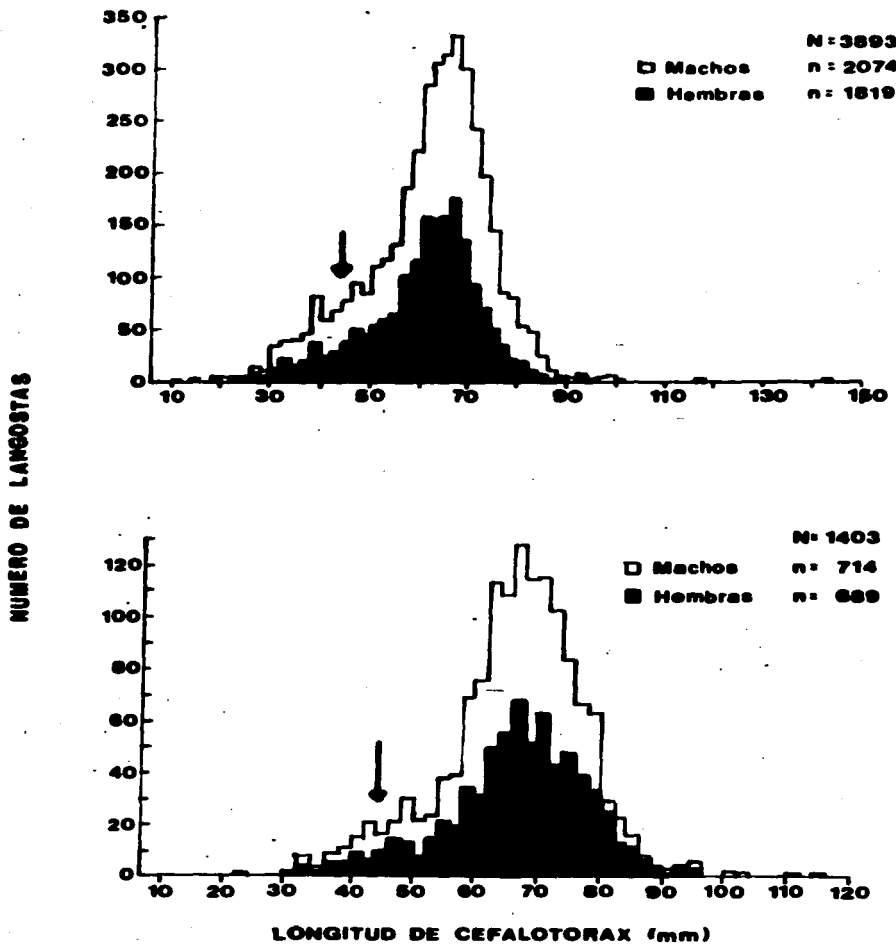 NUMERO DE LANGOSTAS
350
300
250
200
150
100
50
0
N=3893
Machos n=2074
Hembras n=1819
10 30 50 70 90 110 130 150
120
100
80
60
40
20
0
N=1403
Machos n= 714
Hembras n= 689
10 20 30 40 50 60 70 80 90 100 110 120
LONGITUD DE CEFALOTORAX (mm)